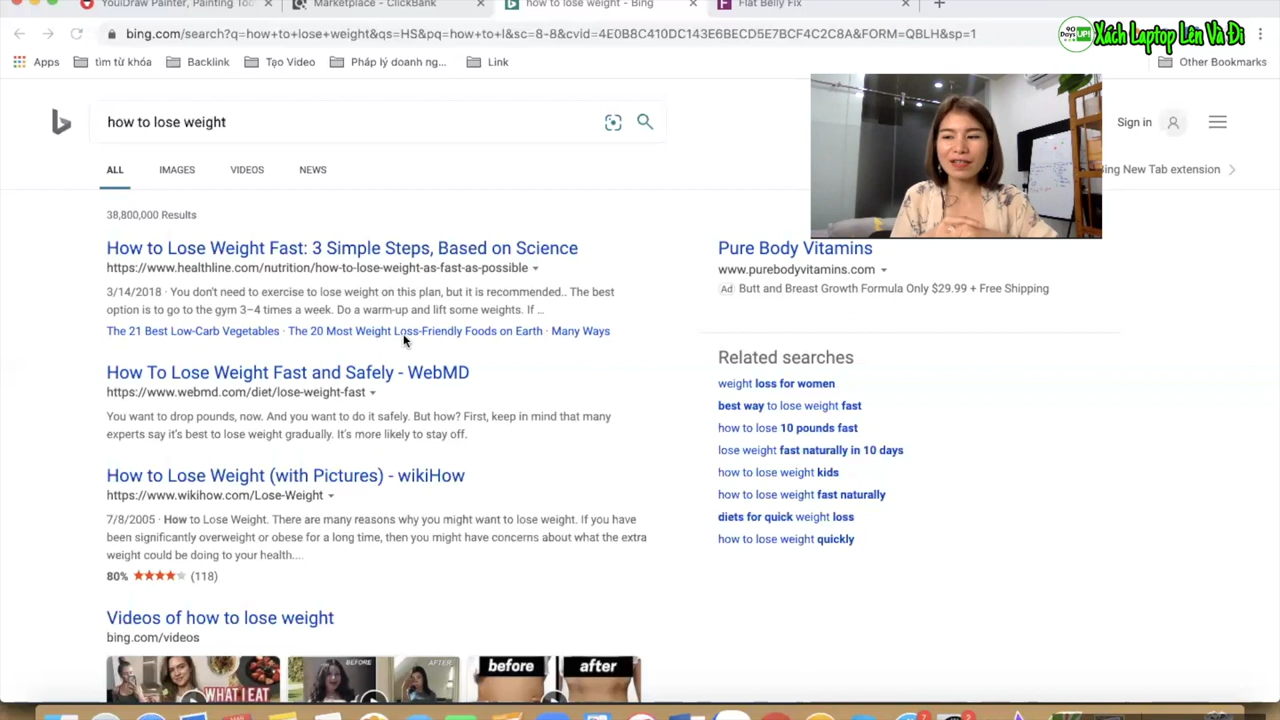 YouiDraw Painter, Painting Too
Marketplace - ClickBank
how to lose weight - Bing
Flat Belly Fix
bing.com/search?q=how+to+lose+weight&qs=HS&pq=how+to+l&sc=8-8&cvid=4E0B8C410DC143E6BECD5E7BCF4C2C8A&FORM=QBLH&sp=1
90 Days UP!
Xách Laptop Lên Và Đi
Apps
tìm từ khóa
Backlink
Tạo Video
Pháp lý doanh ng...
Link
Other Bookmarks
how to lose weight
Sign in
ALL
IMAGES
VIDEOS
NEWS
ing New Tab extension
38,800,000 Results
How to Lose Weight Fast: 3 Simple Steps, Based on Science
https://www.healthline.com/nutrition/how-to-lose-weight-as-fast-as-possible
3/14/2018 · You don't need to exercise to lose weight on this plan, but it is recommended.. The best
option is to go to the gym 3–4 times a week. Do a warm-up and lift some weights. If ...
The 21 Best Low-Carb Vegetables · The 20 Most Weight Loss-Friendly Foods on Earth · Many Ways
How To Lose Weight Fast and Safely - WebMD
https://www.webmd.com/diet/lose-weight-fast
You want to drop pounds, now. And you want to do it safely. But how? First, keep in mind that many
experts say it's best to lose weight gradually. It's more likely to stay off.
How to Lose Weight (with Pictures) - wikiHow
https://www.wikihow.com/Lose-Weight
7/8/2005 · How to Lose Weight. There are many reasons why you might want to lose weight. If you have
been significantly overweight or obese for a long time, then you might have concerns about what the extra
weight could be doing to your health....
80% ★★★★★ (118)
Videos of how to lose weight
bing.com/videos
WHAT I EAT
BEFORE
AFTER
before
after
Pure Body Vitamins
www.purebodyvitamins.com
Ad Butt and Breast Growth Formula Only $29.99 + Free Shipping
Related searches
weight loss for women
best way to lose weight fast
how to lose 10 pounds fast
lose weight fast naturally in 10 days
how to lose weight kids
how to lose weight fast naturally
diets for quick weight loss
how to lose weight quickly